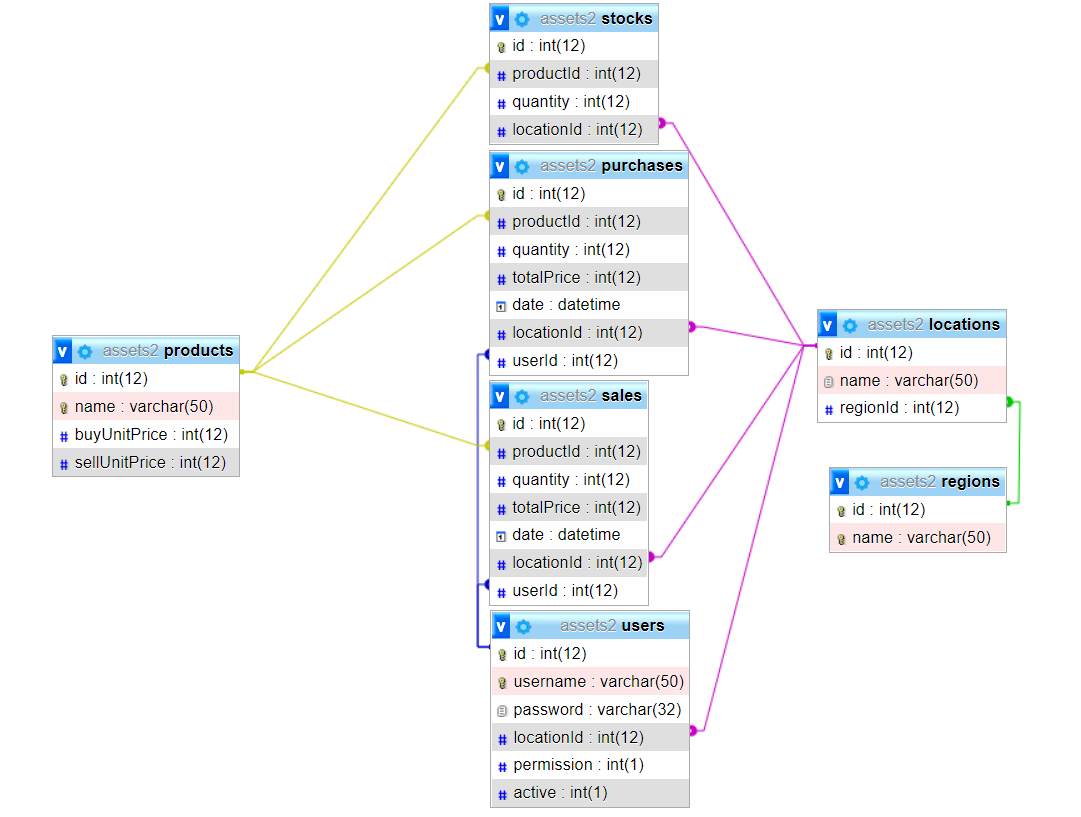 v assets2 stocks
id : int(12)
# productId : int(12)
# quantity : int(12)
# locationId : int(12)
v assets2 purchases
id : int(12)
# productId : int(12)
# quantity : int(12)
# totalPrice : int(12)
date : datetime
# locationId : int(12)
# userId : int(12)
v assets2 products
id : int(12)
name : varchar(50)
# buyUnitPrice : int(12)
# sellUnitPrice : int(12)
v assets2 sales
id : int(12)
# productId : int(12)
# quantity : int(12)
# totalPrice : int(12)
date : datetime
# locationId : int(12)
# userId : int(12)
v assets2 users
id : int(12)
username : varchar(50)
password : varchar(32)
# locationId : int(12)
# permission : int(1)
# active : int(1)
v assets2 locations
id : int(12)
name : varchar(50)
# regionId : int(12)
v assets2 regions
id : int(12)
name : varchar(50)